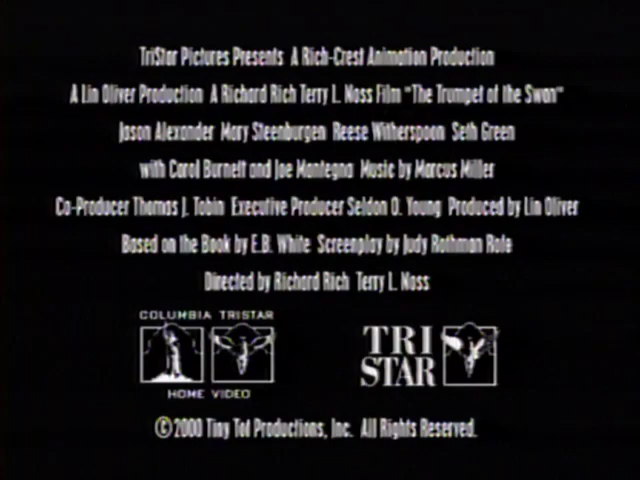 TriStar Pictures Presents A Rich-Crest Animation Production
A Lin Oliver Production A Richard Rich Terry L. Noss Film "The Trumpet of the Swan"
Jason Alexander Mary Steenburgen Reese Witherspoon Seth Green
with Carol Burnett and Joe Mantegna Music by Marcus Miller
Co-Producer Thomas J. Tobin Executive Producer Seldon O. Young Produced by Lin Oliver
Based on the Book by E.B. White Screenplay by Judy Rothman Rofe
Directed by Richard Rich Terry L. Noss
COLUMBIA TRISTAR
HOME VIDEO
TRI
STAR
©2000 Tiny Tot Productions, Inc. All Rights Reserved.